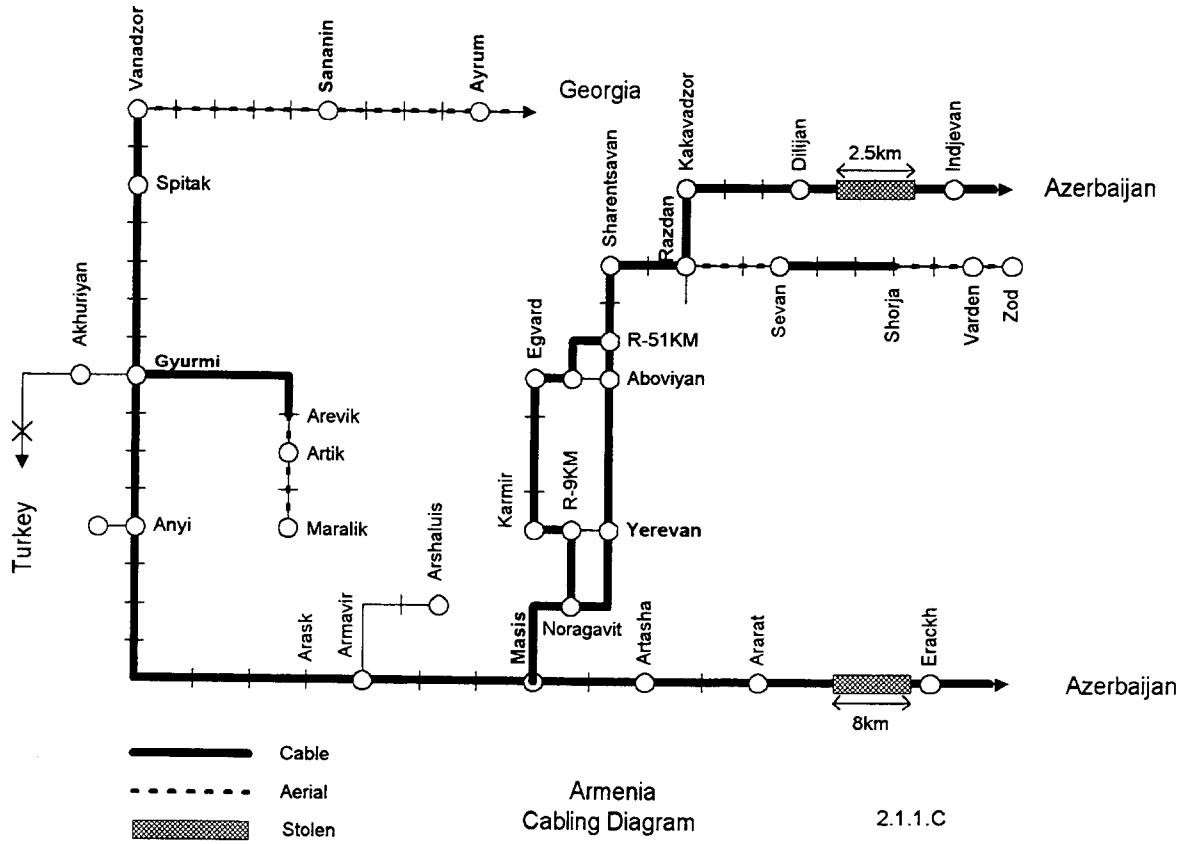 Vanadzor
Sananin
Ayrum
Georgia
Spitak
Akhuriyan
Gyurmi
Arevik
Artik
Maralik
Turkey
Anyi
Sharentsavan
Razdan
Kakavadzor
Dilijan
2.5km
Indjevan
Azerbaijan
Sevan
Shorja
Varden
Zod
Egvard
R-51KM
Aboviyan
Karmir
R-9KM
Yerevan
Arshaluis
Arask
Armavir
Masis
Noragavit
Artasha
Ararat
Erackh
8km
Azerbaijan
Cable
Aerial
Stolen
Armenia
Cabling Diagram
2.1.1.C